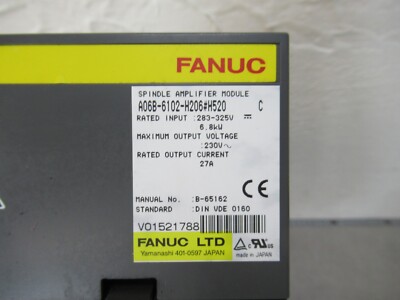 FANUC
SPINDLE AMPLIFIER MODULE
A06B-6102-H206#H520 C
RATED INPUT :283-325V ⎓
6.8kW
MAXIMUM OUTPUT VOLTAGE
:230V~
RATED OUTPUT CURRENT
27A
MANUAL No. :B-65162
STANDARD :DIN VDE 0160
CE
V01521788
FANUC LTD
Yamanashi 401-0597 JAPAN
MADE IN JAPAN